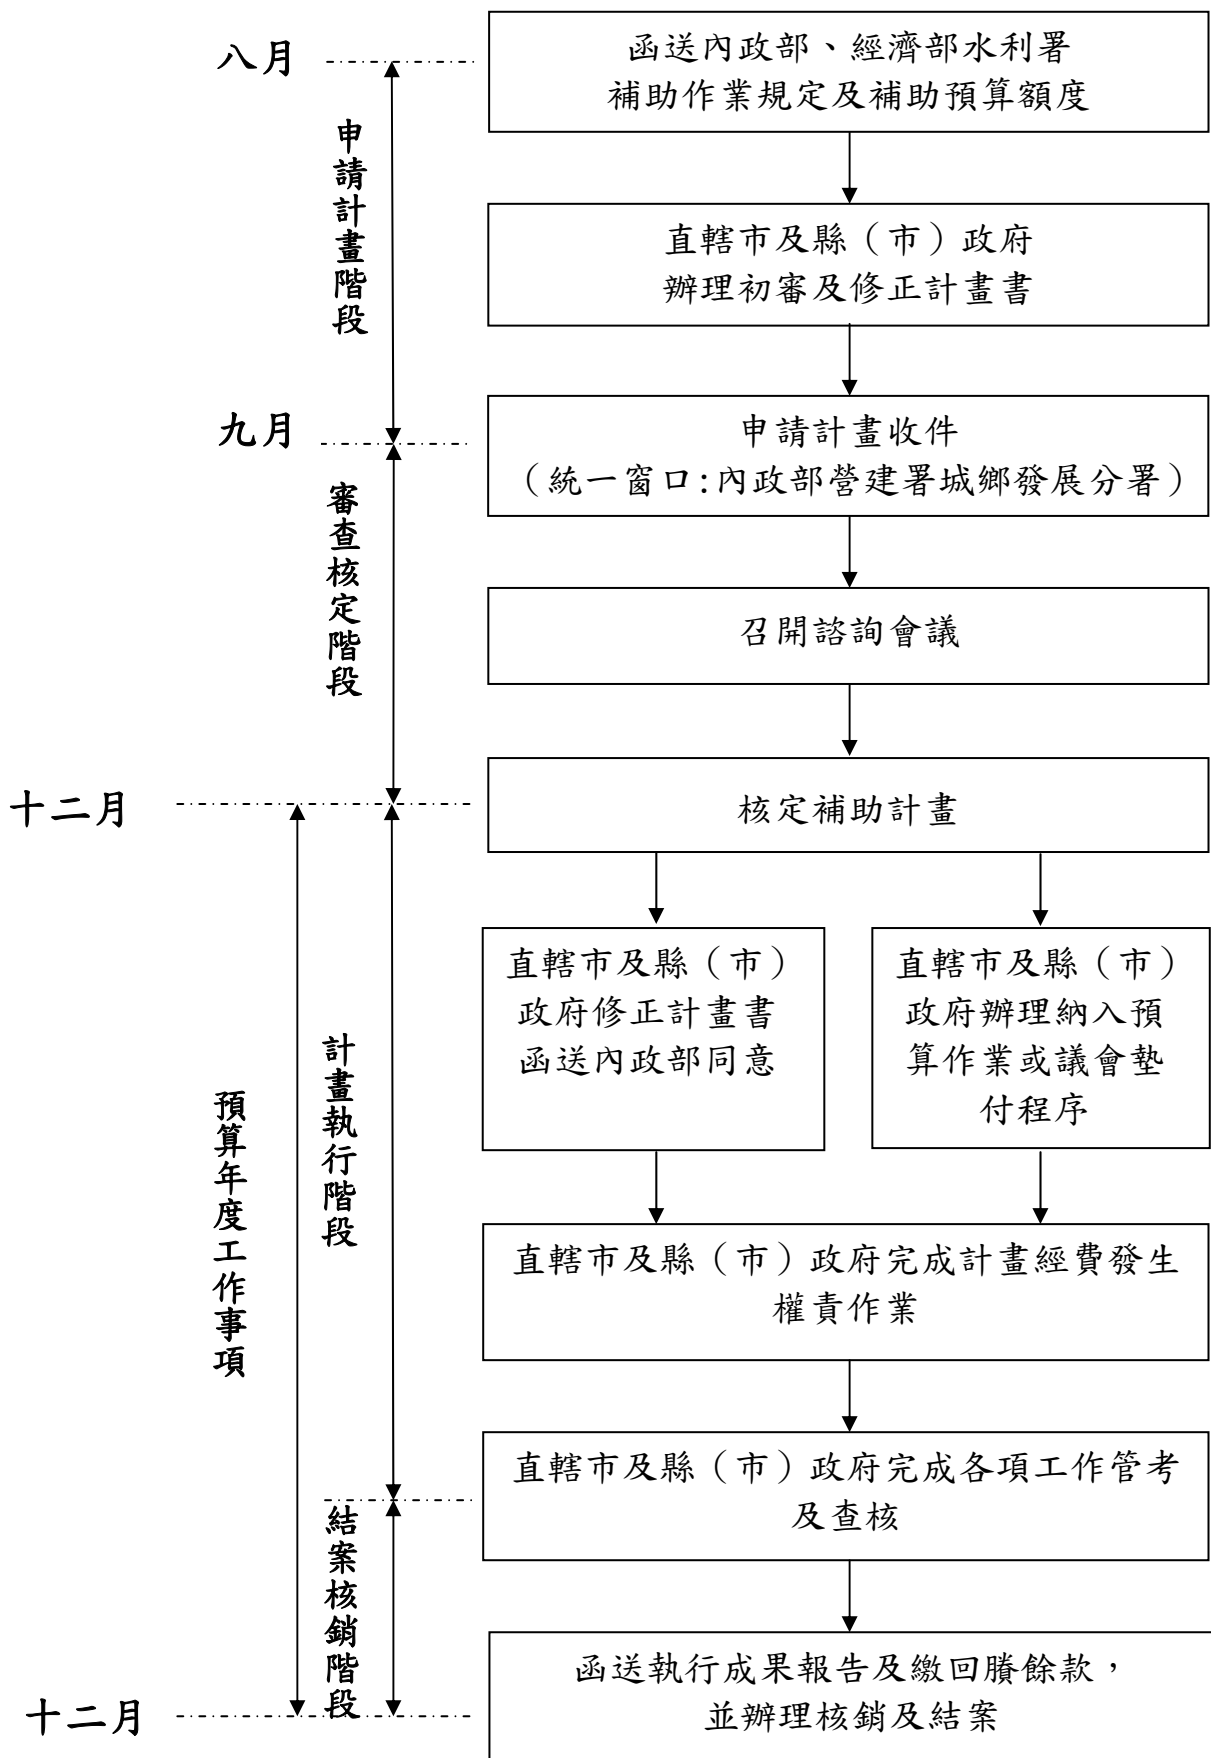 八月
函送內政部、經濟部水利署
補助作業規定及補助預算額度
申請計畫階段
直轄市及縣（市）政府
辦理初審及修正計畫書
九月
申請計畫收件
（統一窗口:內政部營建署城鄉發展分署）
審查核定階段
召開諮詢會議
十二月
核定補助計畫
直轄市及縣（市）
政府修正計畫書
函送內政部同意
直轄市及縣（市）
政府辦理納入預
算作業或議會墊
付程序
計畫執行階段
預算年度工作事項
直轄市及縣（市）政府完成計畫經費發生
權責作業
直轄市及縣（市）政府完成各項工作管考
及查核
結案核銷階段
函送執行成果報告及繳回賸餘款，
並辦理核銷及結案
十二月